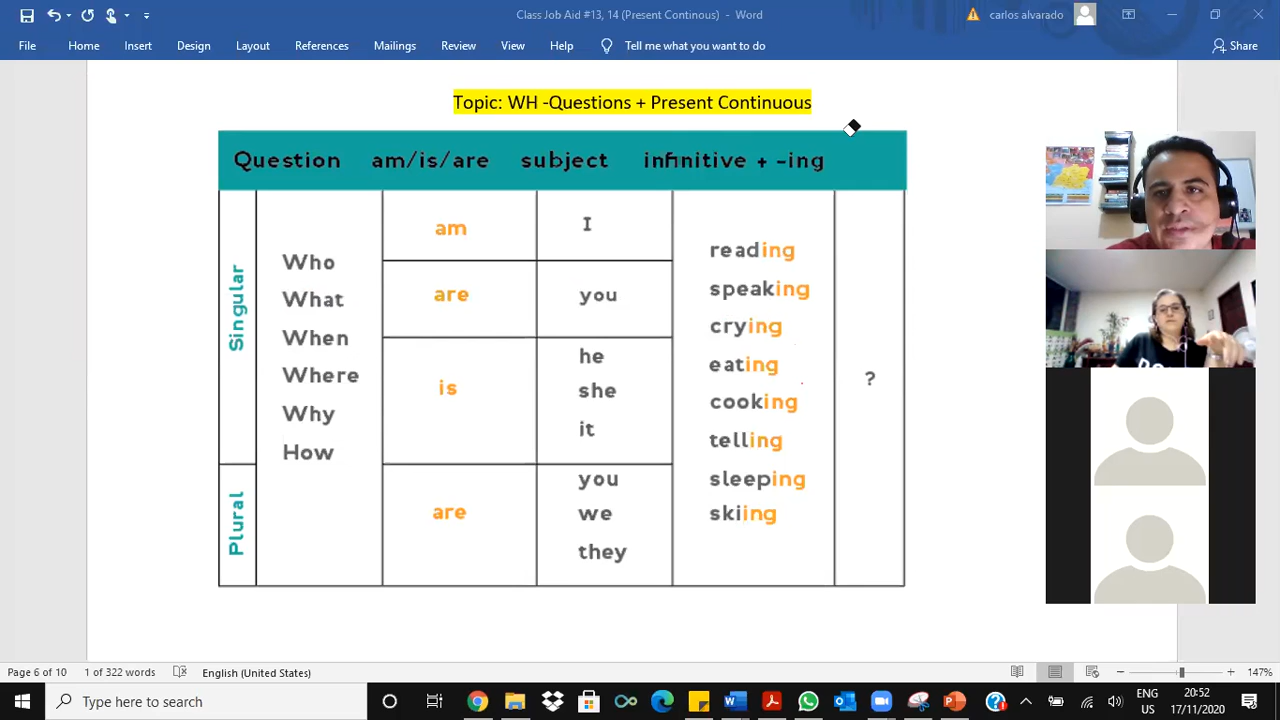 Class Job Aid #13, 14 (Present Continous) - Word
carlos alvarado
File Home Insert Design Layout References Mailings Review View Help Tell me what you want to do Share
Topic: WH -Questions + Present Continuous
Question am/is/are subject infinitive + -ing
Singular
Who
What
When
Where
Why
How
am
are
is
I
you
he
she
it
reading
speaking
crying
eating
cooking
telling
sleeping
skiing
?
Plural
are
you
we
they
Page 6 of 10 1 of 322 words English (United States) 147%
Type here to search
ENG
US
20:52
17/11/2020